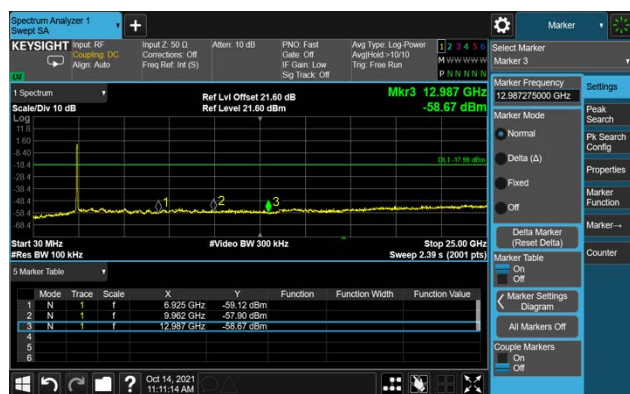 Spectrum Analyzer 1
Swept SA
+
Marker
KEYSIGHT
Input: RF
Coupling: DC
Align: Auto
Input Z: 50 Ω
Corrections: Off
Freq Ref: Int (S)
Atten: 10 dB
PNO: Fast
Gate: Off
IF Gain: Low
Sig Track: Off
Avg Type: Log-Power
Avg|Hold >10/10
Trig: Free Run
1 2 3 4 5 6
M W W W W W
P N N N N N
LV
1 Spectrum
Scale/Div 10 dB
Log
Ref Lvl Offset 21.60 dB
Ref Level 21.60 dBm
Mkr3 12.987 GHz
-58.67 dBm
11.6
1.60
-8.40
-18.4
-28.4
-38.4
-48.4
-58.4
-68.4
DL1 -17.98 dBm
1
2
3
Start 30 MHz
#Res BW 100 kHz
#Video BW 300 kHz
Stop 25.00 GHz
Sweep 2.39 s (2001 pts)
5 Marker Table
Mode Trace Scale X Y Function Function Width Function Value
1 N 1 f 6.925 GHz -59.12 dBm
2 N 1 f 9.962 GHz -57.90 dBm
3 N 1 f 12.987 GHz -58.67 dBm
4
5
6
?
Oct 14, 2021
11:11:14 AM
Select Marker
Marker 3
Marker Frequency
12.987275000 GHz
Marker Mode
Normal
Delta (Δ)
Fixed
Off
Delta Marker
(Reset Delta)
Marker Table
On
Off
Marker Settings
Diagram
All Markers Off
Couple Markers
On
Off
Settings
Peak
Search
Pk Search
Config
Properties
Marker
Function
Marker→
Counter